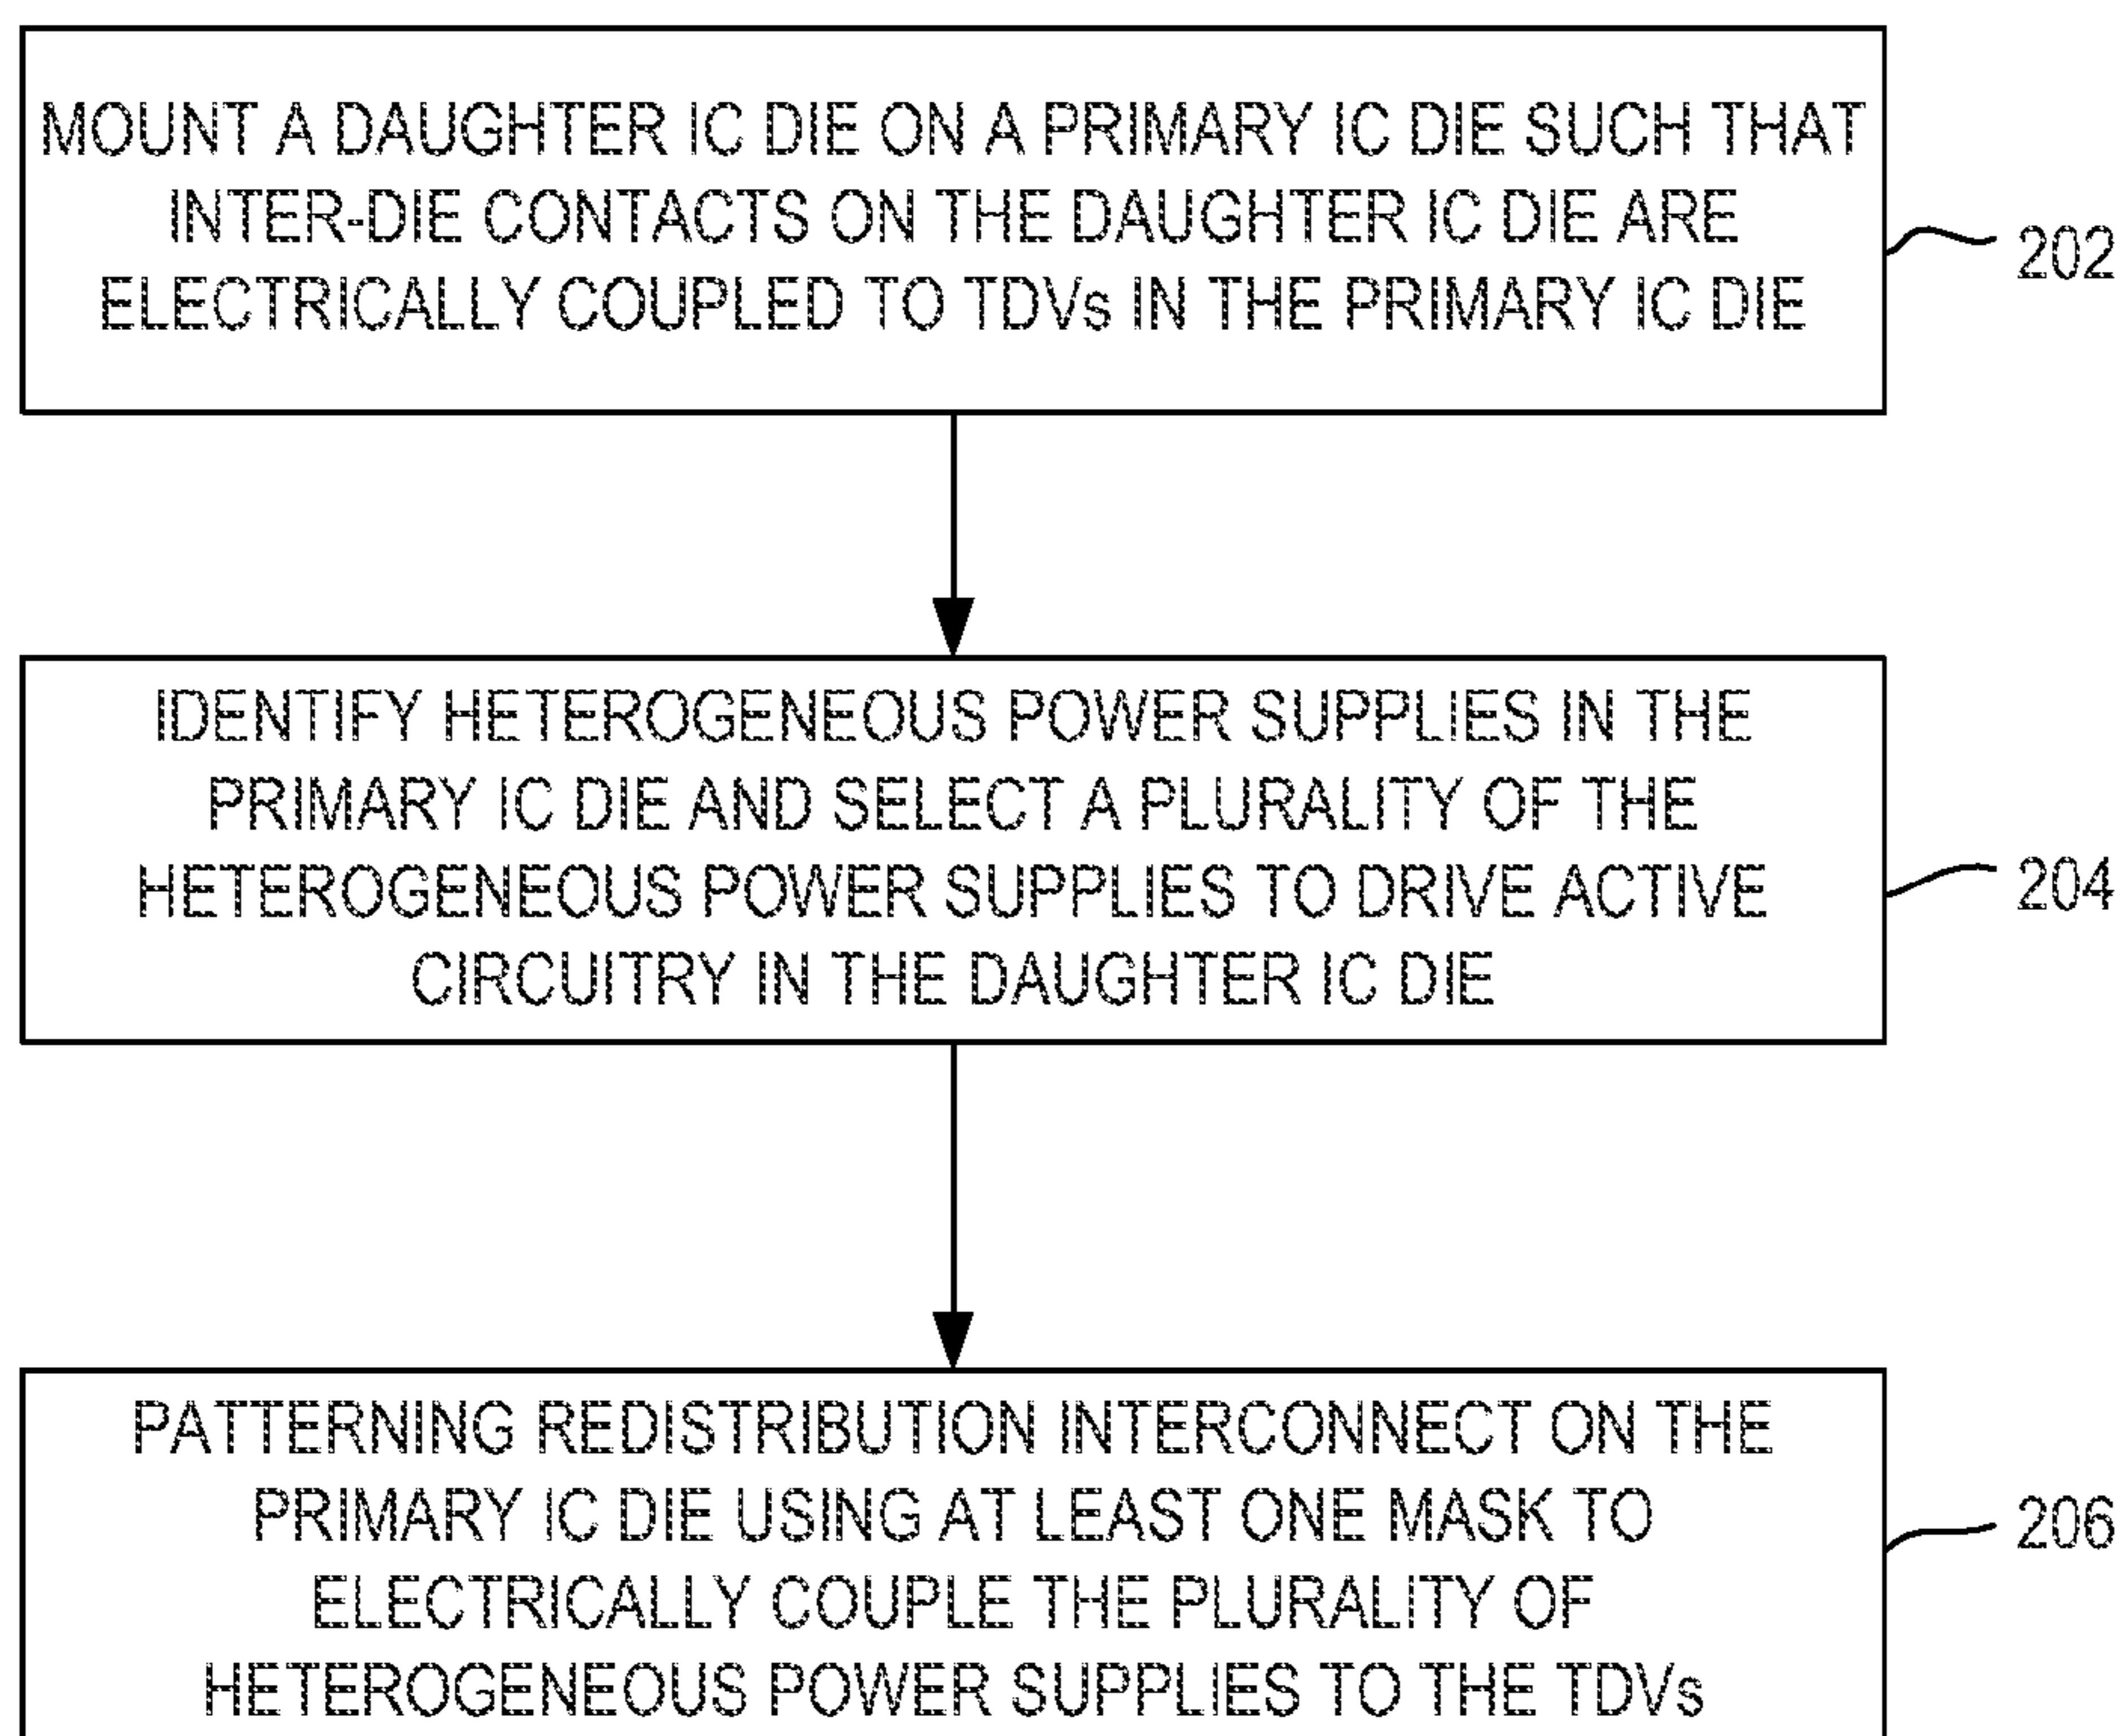 MOUNT A DAUGHTER IC DIE ON A PRIMARY IC DIE SUCH THAT
INTER-DIE CONTACTS ON THE DAUGHTER IC DIE ARE
ELECTRICALLY COUPLED TO TDVs IN THE PRIMARY IC DIE
202
IDENTIFY HETEROGENEOUS POWER SUPPLIES IN THE
PRIMARY IC DIE AND SELECT A PLURALITY OF THE
HETEROGENEOUS POWER SUPPLIES TO DRIVE ACTIVE
CIRCUITRY IN THE DAUGHTER IC DIE
204
PATTERNING REDISTRIBUTION INTERCONNECT ON THE
PRIMARY IC DIE USING AT LEAST ONE MASK TO
ELECTRICALLY COUPLE THE PLURALITY OF
HETEROGENEOUS POWER SUPPLIES TO THE TDVs
206